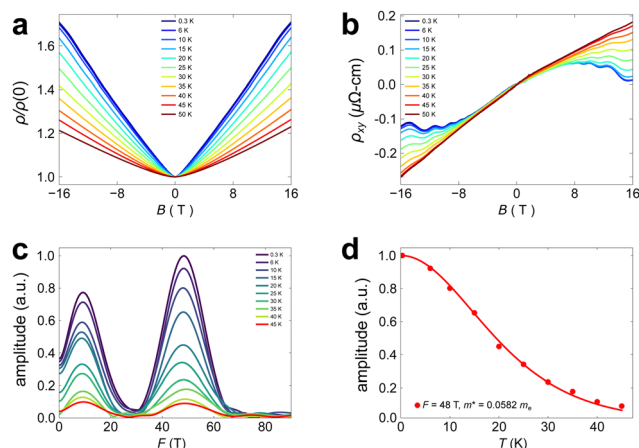 a
ρ/ρ(0)
1.6
1.4
1.2
1.0
−16
−8
0
8
16
B (T)
0.3 K
6 K
10 K
15 K
20 K
25 K
30 K
35 K
40 K
45 K
50 K
b
ρxy (μΩ-cm)
0.1
0.0
-0.1
-0.2
−16
−8
0
8
16
B (T)
0.3 K
6 K
10 K
15 K
20 K
25 K
30 K
35 K
40 K
45 K
50 K
c
amplitude (a.u.)
1.0
0.8
0.6
0.4
0.2
0.0
0
20
40
60
80
F (T)
0.3 K
6 K
10 K
15 K
20 K
25 K
30 K
35 K
40 K
45 K
d
amplitude (a.u.)
1.0
0.8
0.6
0.4
0.2
0.0
0
10
20
30
40
T (K)
F = 48 T, m* = 0.0582 me